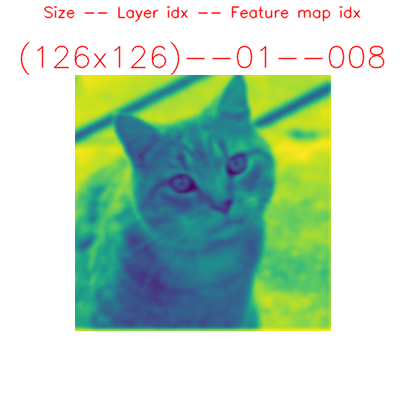 Size -- Layer idx -- Feature map idx
(126x126)--01--008